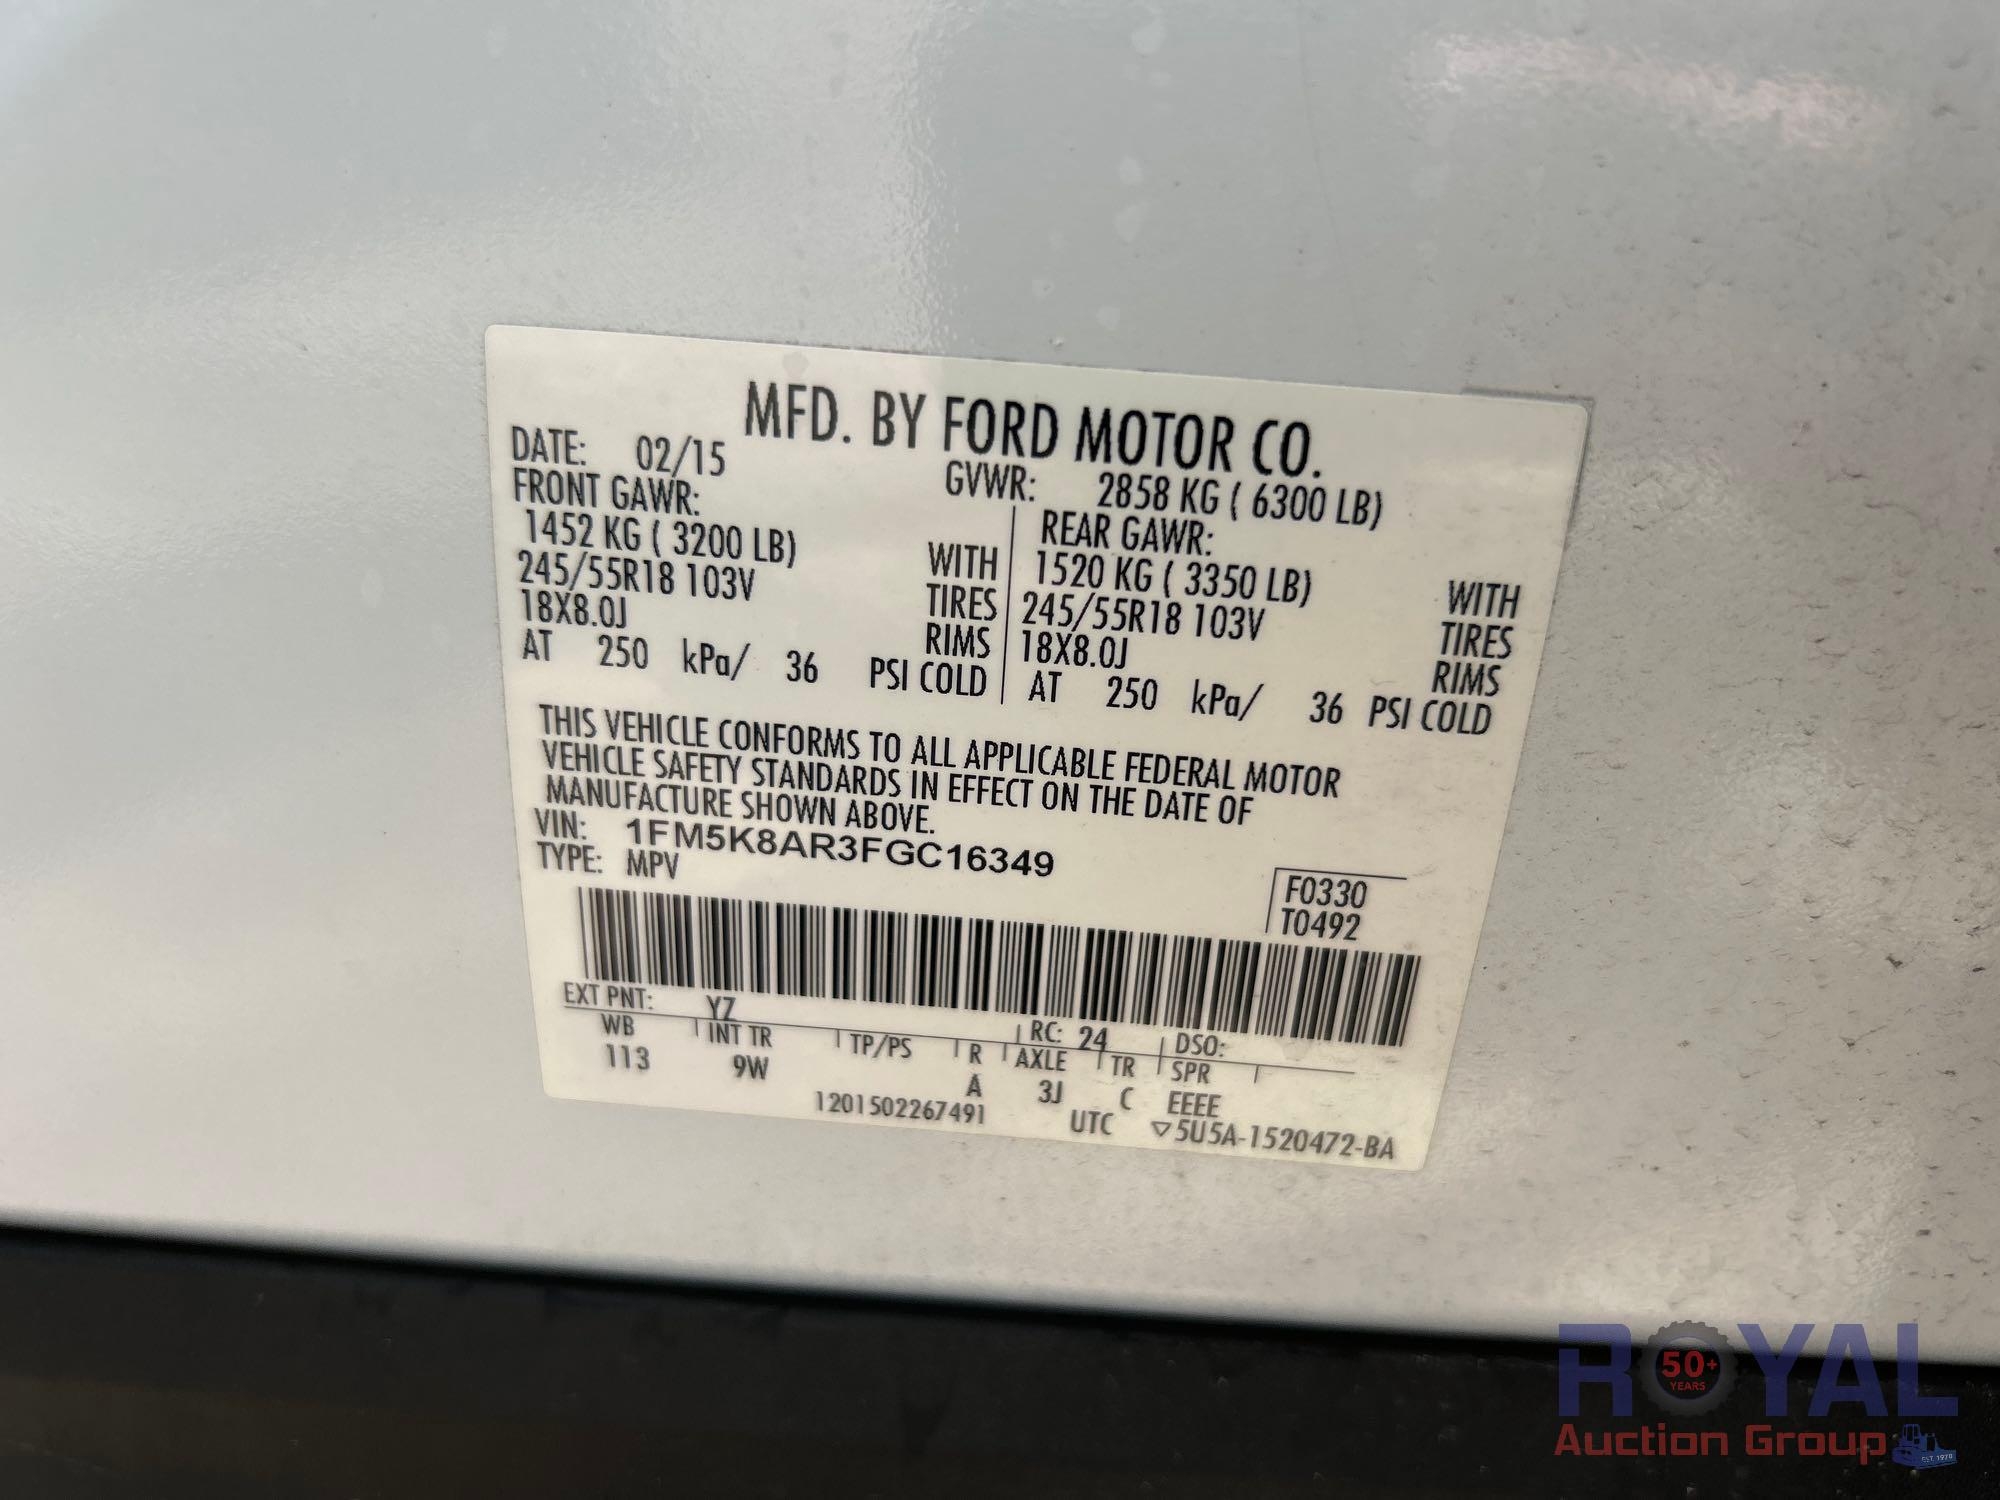 MFD. BY FORD MOTOR CO.
DATE: 02/15 GVWR: 2858 KG ( 6300 LB)
FRONT GAWR: REAR GAWR:
1452 KG ( 3200 LB) WITH 1520 KG ( 3350 LB) WITH
245/55R18 103V TIRES 245/55R18 103V TIRES
18X8.0J RIMS 18X8.0J RIMS
AT 250 kPa/ 36 PSI COLD AT 250 kPa/ 36 PSI COLD
THIS VEHICLE CONFORMS TO ALL APPLICABLE FEDERAL MOTOR
VEHICLE SAFETY STANDARDS IN EFFECT ON THE DATE OF
MANUFACTURE SHOWN ABOVE.
VIN: 1FM5K8AR3FGC16349
TYPE: MPV
F0330
T0492
EXT PNT: YZ RC: 24 DSO:
WB INT TR TP/PS R AXLE TR SPR
113 9W A 3J C EEEE
1201502267491 UTC ▽5U5A-1520472-BA
ROYAL
50+
YEARS
Auction Group
EST. 1970